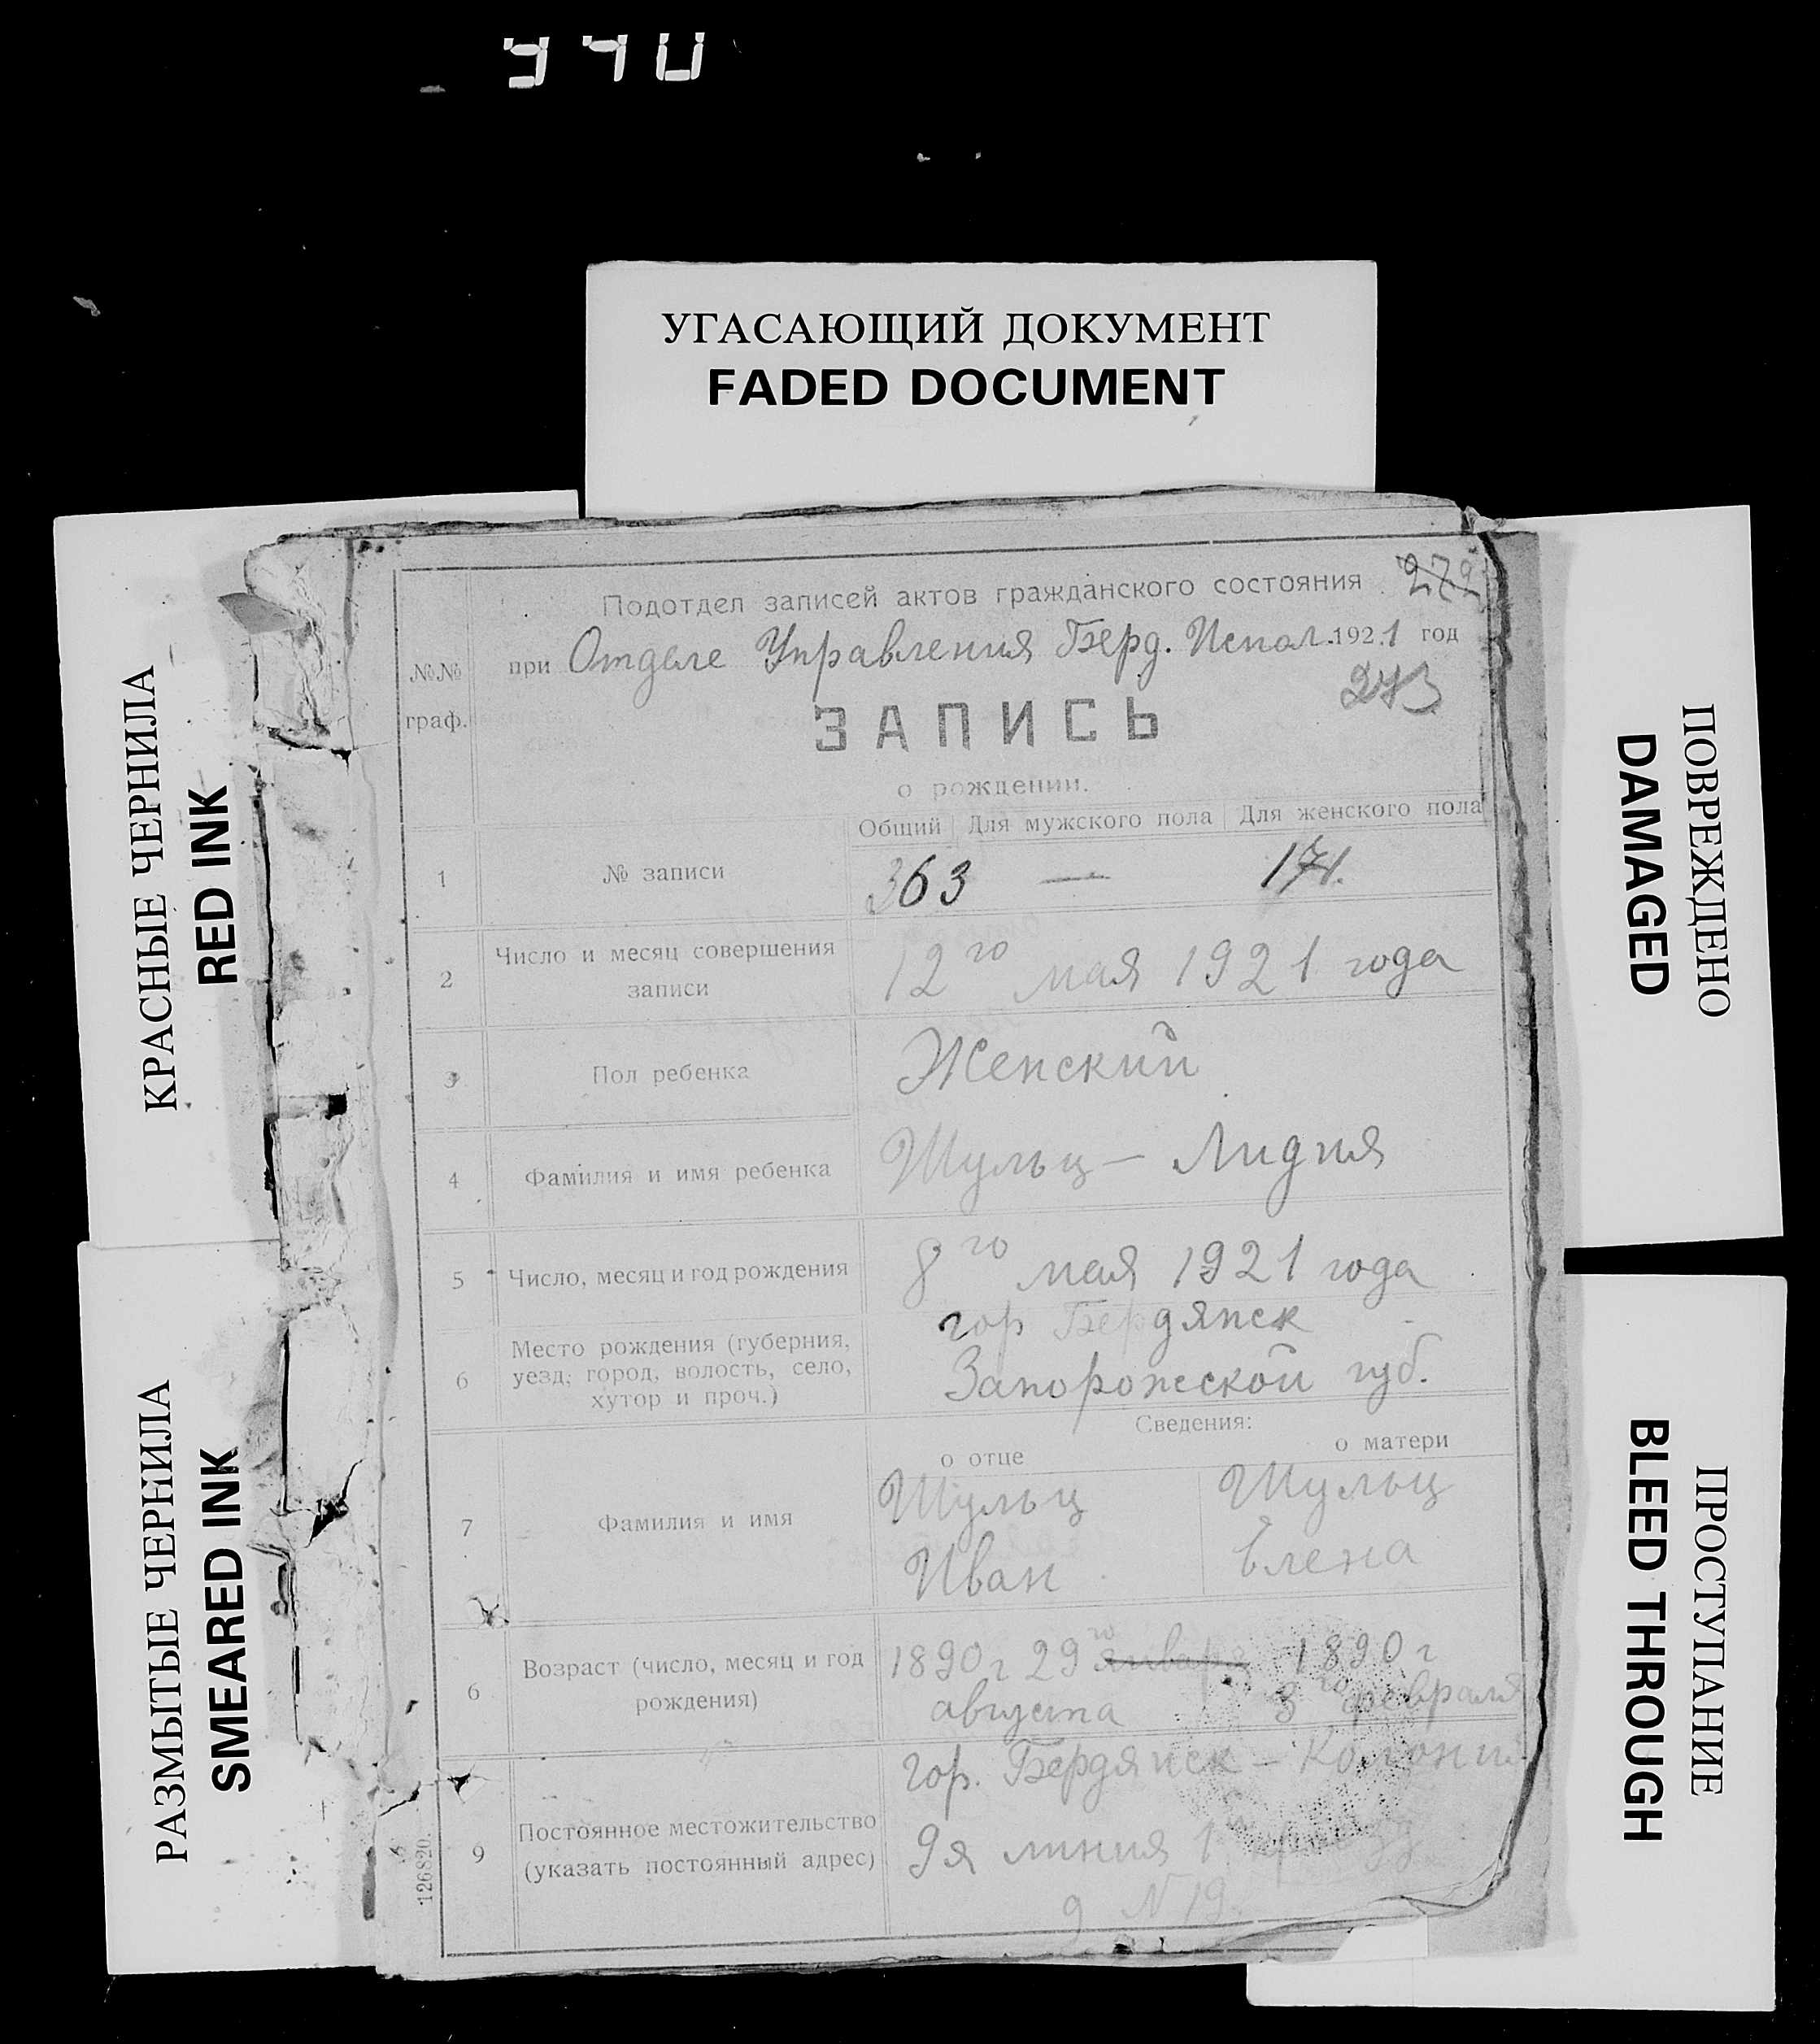 УГАСАЮЩИЙ ДОКУМЕНТ
FADED DOCUMENT
КРАСНЫЕ ЧЕРНИЛА
RED INK
РАЗМЫТЫЕ ЧЕРНИЛА
SMEARED INK
ПОВРЕЖДЕНО
DAMAGED
ПРОСТУПАНИЕ
BLEED THROUGH
Подотдел записей актов гражданского состояния 272
№№ граф. при Отделе Управления Берд. Испол. 1921 год
273
ЗАПИСЬ
о рождении.
Общий Для мужского пола Для женского пола
1 № записи 363 — 171.
2 Число и месяц совершения записи 12го мая 1921 года
3 Пол ребенка Женский
4 Фамилия и имя ребенка Шульц — Лидия
5 Число, месяц и год рождения 8го мая 1921 года
6 Место рождения (губерния, уезд, город, волость, село, хутор и проч.) гор Бердянск
Запорожской губ.
Сведения:
о отце о матери
7 Фамилия и имя Шульц Шульц
Иван Елена
6 Возраст (число, месяц и год рождения) 1890 г 29го января 1890 г
августа 3го февраля
гор. Бердянск — Колонии
9 Постоянное местожительство (указать постоянный адрес) 9я линия 1
д N 19.
126820.